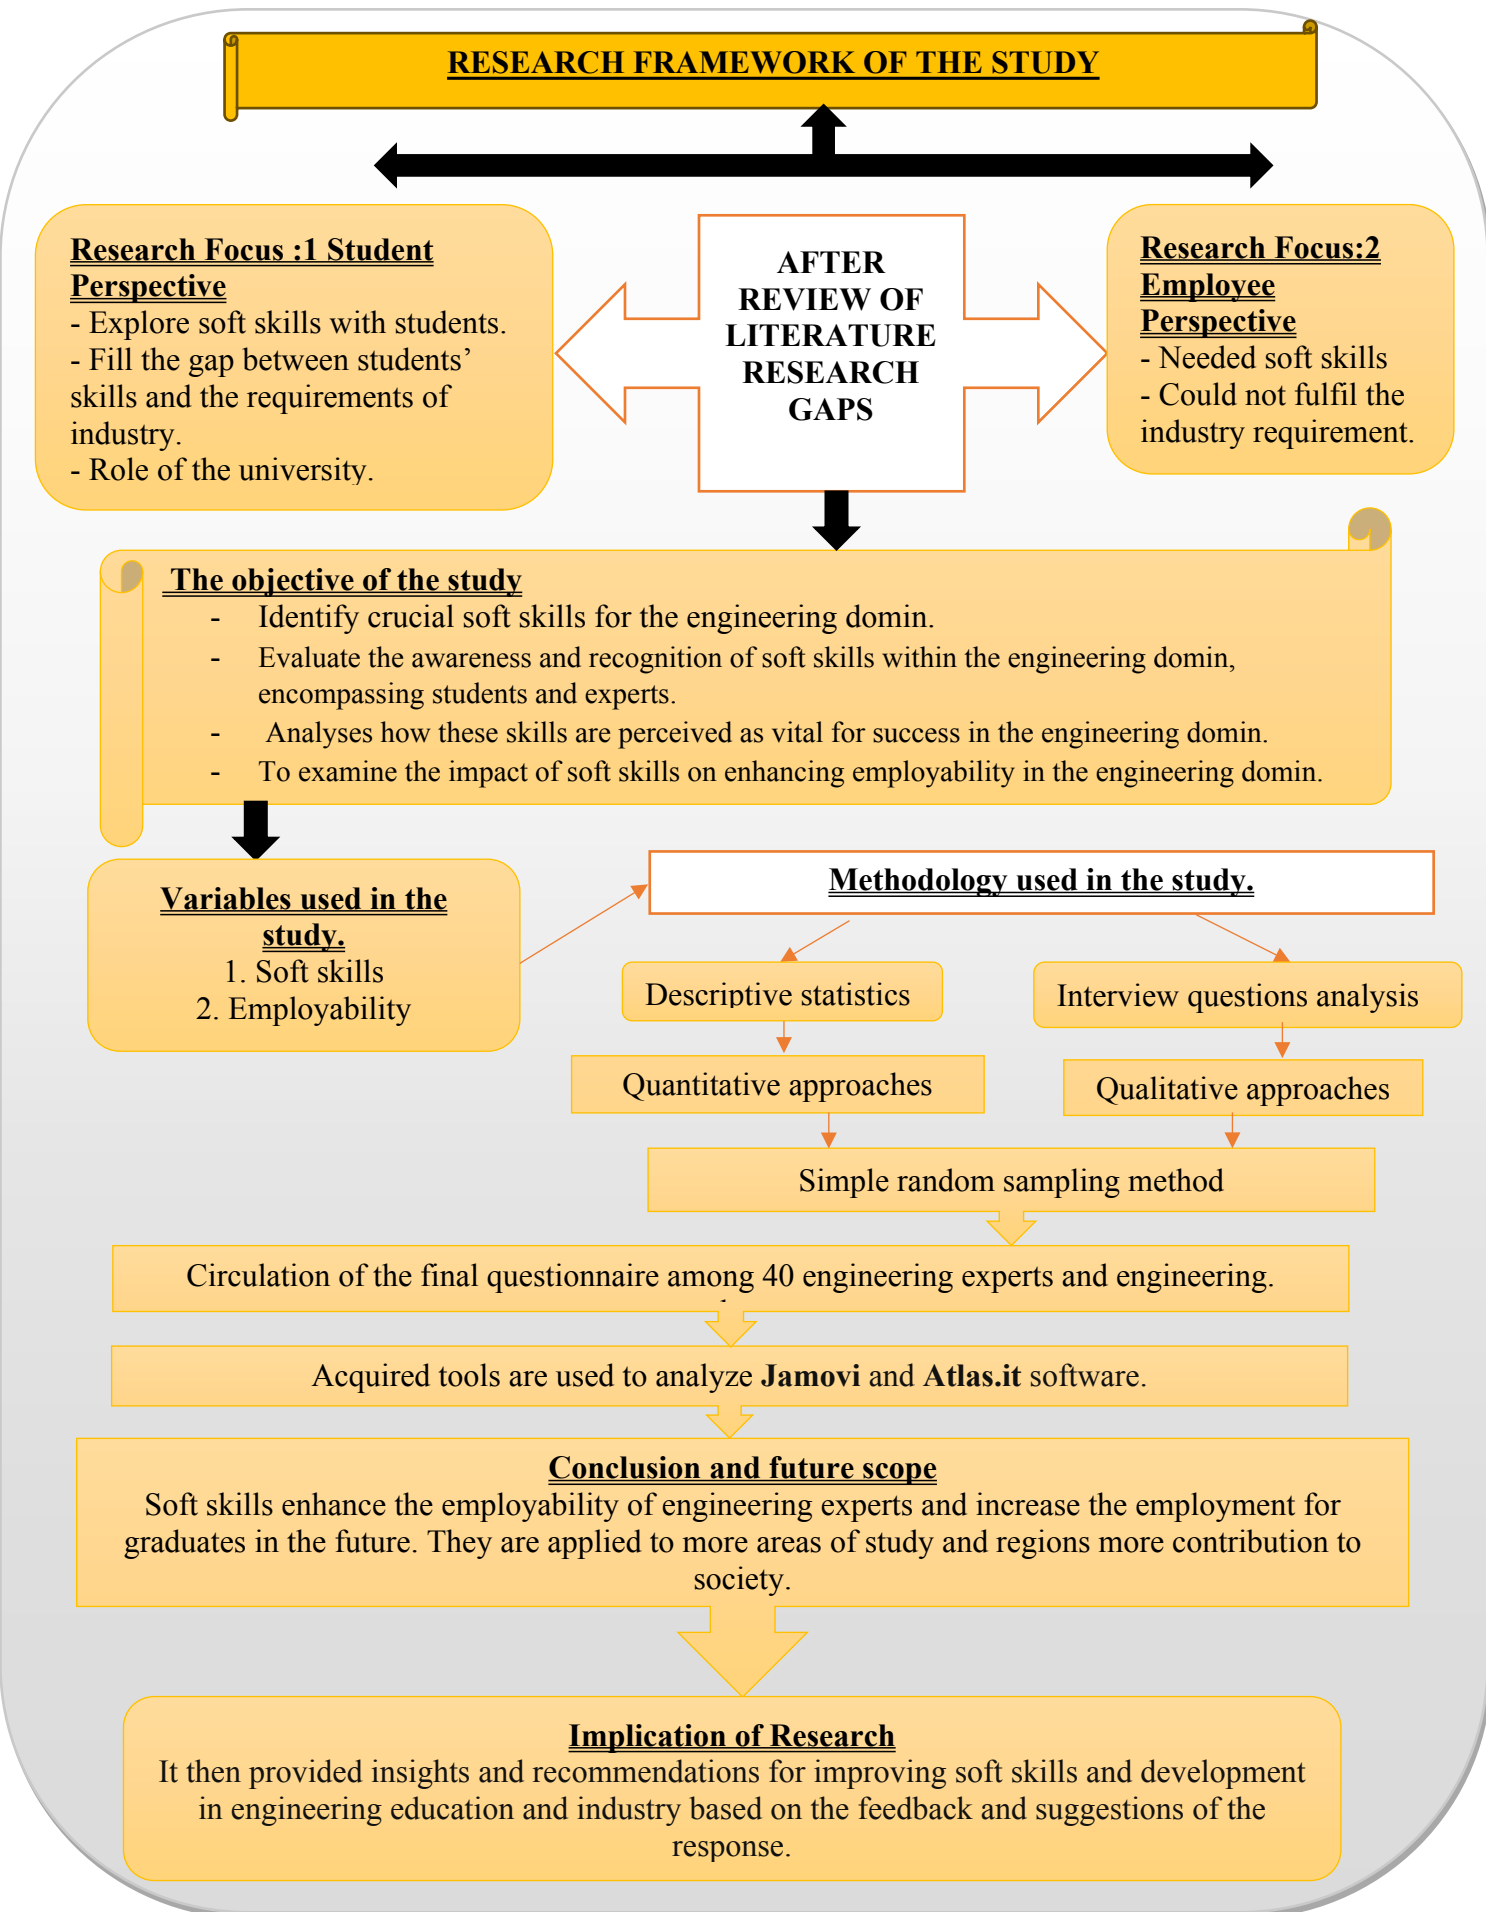 RESEARCH FRAMEWORK OF THE STUDY
Research Focus :1 Student
Perspective
- Explore soft skills with students.
- Fill the gap between students’
skills and the requirements of
industry.
- Role of the university.
AFTER
REVIEW OF
LITERATURE
RESEARCH
GAPS
Research Focus:2
Employee
Perspective
- Needed soft skills
- Could not fulfil the
industry requirement.
The objective of the study
- Identify crucial soft skills for the engineering domin.
- Evaluate the awareness and recognition of soft skills within the engineering domin,
encompassing students and experts.
- Analyses how these skills are perceived as vital for success in the engineering domin.
- To examine the impact of soft skills on enhancing employability in the engineering domin.
Variables used in the
study.
1. Soft skills
2. Employability
Methodology used in the study.
Descriptive statistics
Interview questions analysis
Quantitative approaches
Qualitative approaches
Simple random sampling method
Circulation of the final questionnaire among 40 engineering experts and engineering.
Acquired tools are used to analyze Jamovi and Atlas.it software.
Conclusion and future scope
Soft skills enhance the employability of engineering experts and increase the employment for
graduates in the future. They are applied to more areas of study and regions more contribution to
society.
Implication of Research
It then provided insights and recommendations for improving soft skills and development
in engineering education and industry based on the feedback and suggestions of the
response.